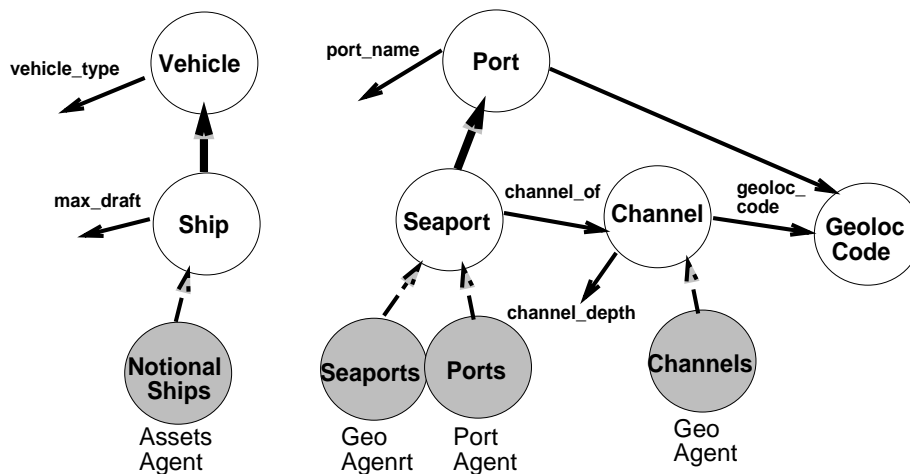 Vehicle
vehicle_type
Ship
max_draft
Notional
Ships
Assets
Agent
Port
port_name
Seaport
channel_of
Channel
geoloc_
code
Geoloc
Code
channel_depth
Seaports
Ports
Channels
Geo
Agenrt
Port
Agent
Geo
Agent